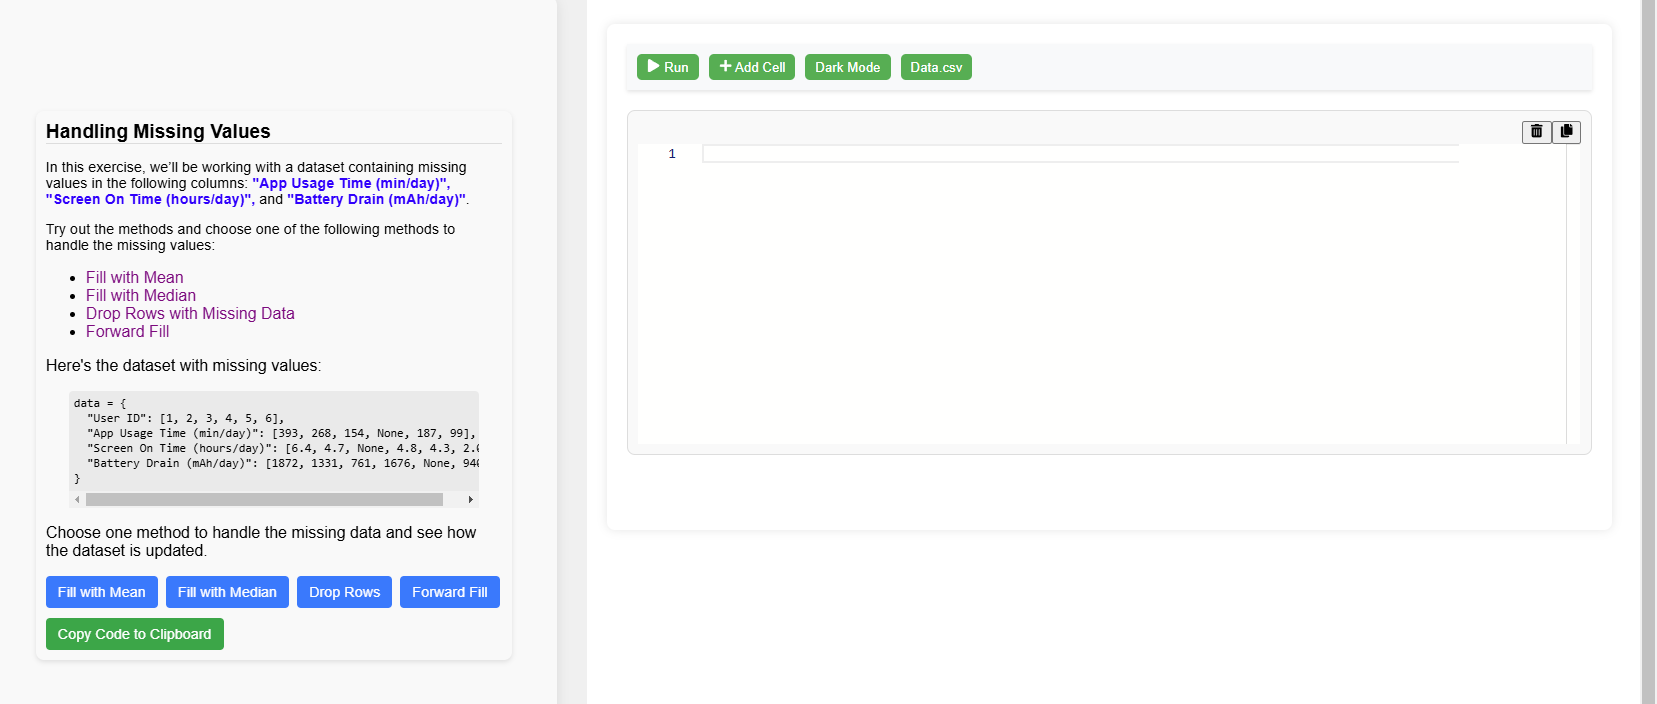 Handling Missing Values
In this exercise, we'll be working with a dataset containing missing
values in the following columns: "App Usage Time (min/day)",
"Screen On Time (hours/day)", and "Battery Drain (mAh/day)".
Try out the methods and choose one of the following methods to
handle the missing values:
Fill with Mean
Fill with Median
Drop Rows with Missing Data
Forward Fill
Here's the dataset with missing values:
data = {
"User ID": [1, 2, 3, 4, 5, 6],
"App Usage Time (min/day)": [393, 268, 154, None, 187, 99],
"Screen On Time (hours/day)": [6.4, 4.7, None, 4.8, 4.3, 2.
"Battery Drain (mAh/day)": [1872, 1331, 761, 1676, None, 94
}
Choose one method to handle the missing data and see how
the dataset is updated.
Fill with Mean Fill with Median Drop Rows Forward Fill
Copy Code to Clipboard
Run Add Cell Dark Mode Data.csv
1